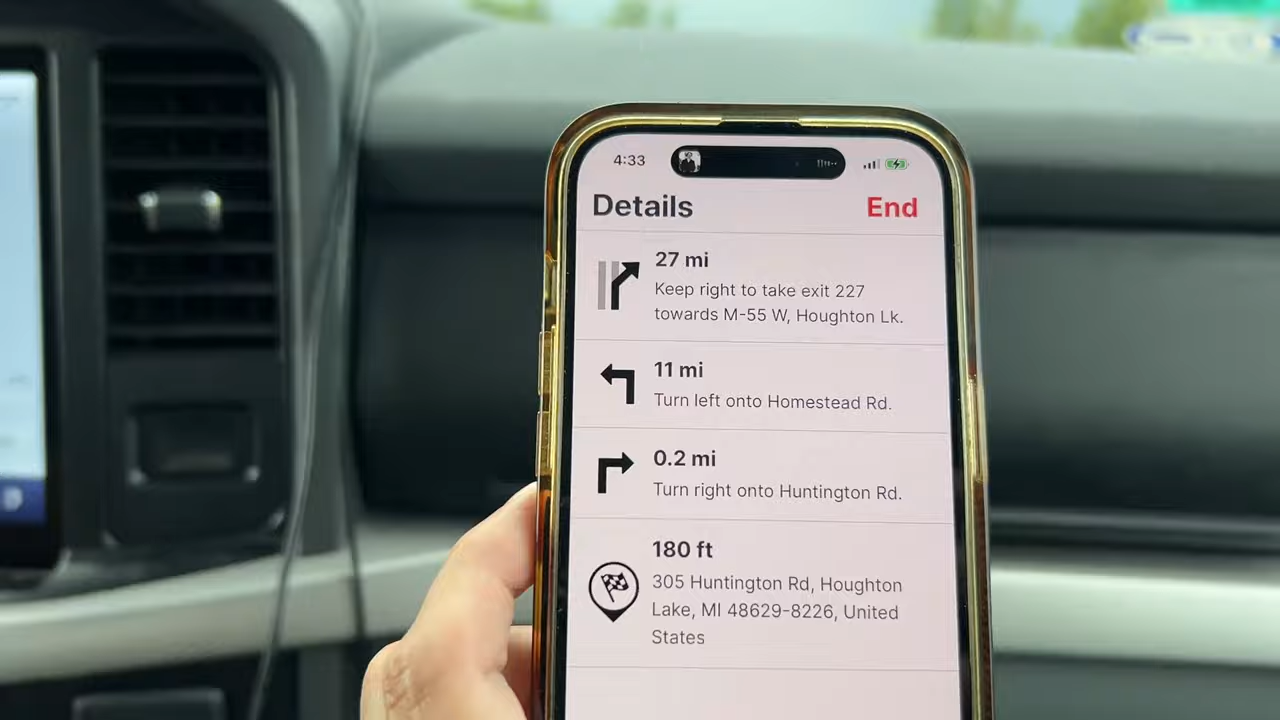 4:33
Details
End
27 mi
Keep right to take exit 227
towards M-55 W, Houghton Lk.
11 mi
Turn left onto Homestead Rd.
0.2 mi
Turn right onto Huntington Rd.
180 ft
305 Huntington Rd, Houghton
Lake, MI 48629-8226, United
States